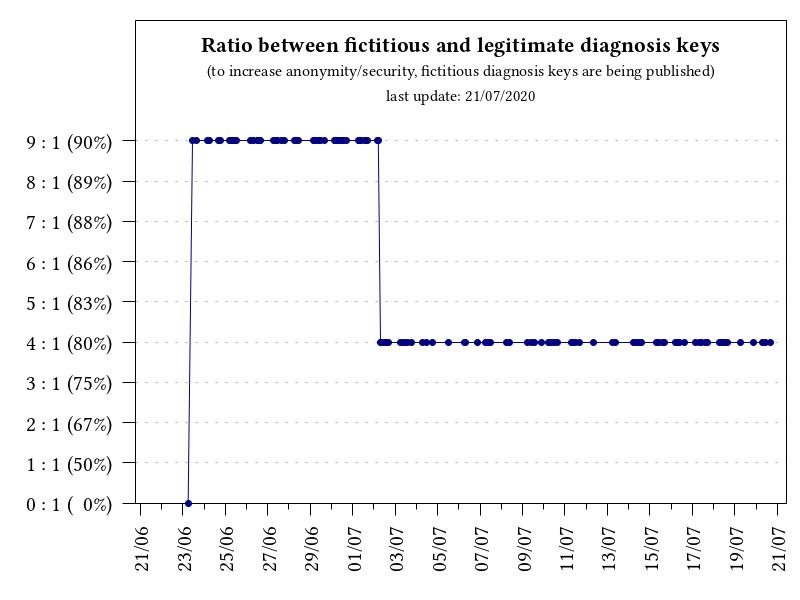 Ratio between fictitious and legitimate diagnosis keys
(to increase anonymity/security, fictitious diagnosis keys are being published)
last update: 21/07/2020
9 : 1 (90%)
8 : 1 (89%)
7 : 1 (88%)
6 : 1 (86%)
5 : 1 (83%)
4 : 1 (80%)
3 : 1 (75%)
2 : 1 (67%)
1 : 1 (50%)
0 : 1 (  0%)
21/06
23/06
25/06
27/06
29/06
01/07
03/07
05/07
07/07
09/07
11/07
13/07
15/07
17/07
19/07
21/07